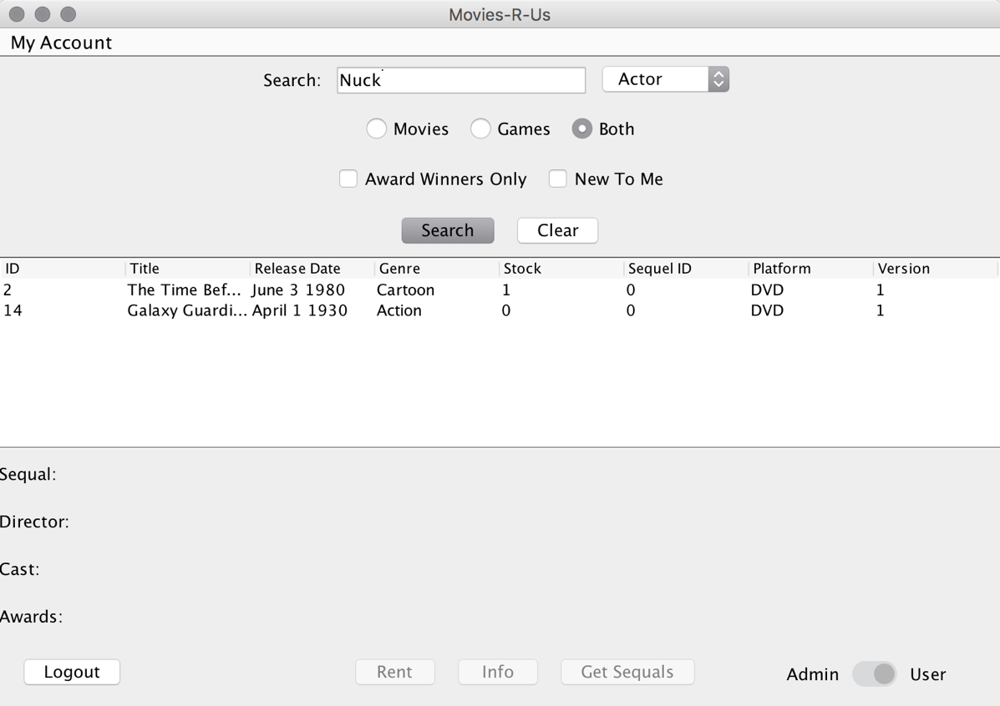 Movies-R-Us
My Account
Search: Nuck Actor
Movies Games Both
Award Winners Only New To Me
Search Clear
ID Title Release Date Genre Stock Sequel ID Platform Version
2 The Time Bef... June 3 1980 Cartoon 1 0 DVD 1
14 Galaxy Guardi... April 1 1930 Action 0 0 DVD 1
Sequal:
Director:
Cast:
Awards:
Logout Rent Info Get Sequals Admin User